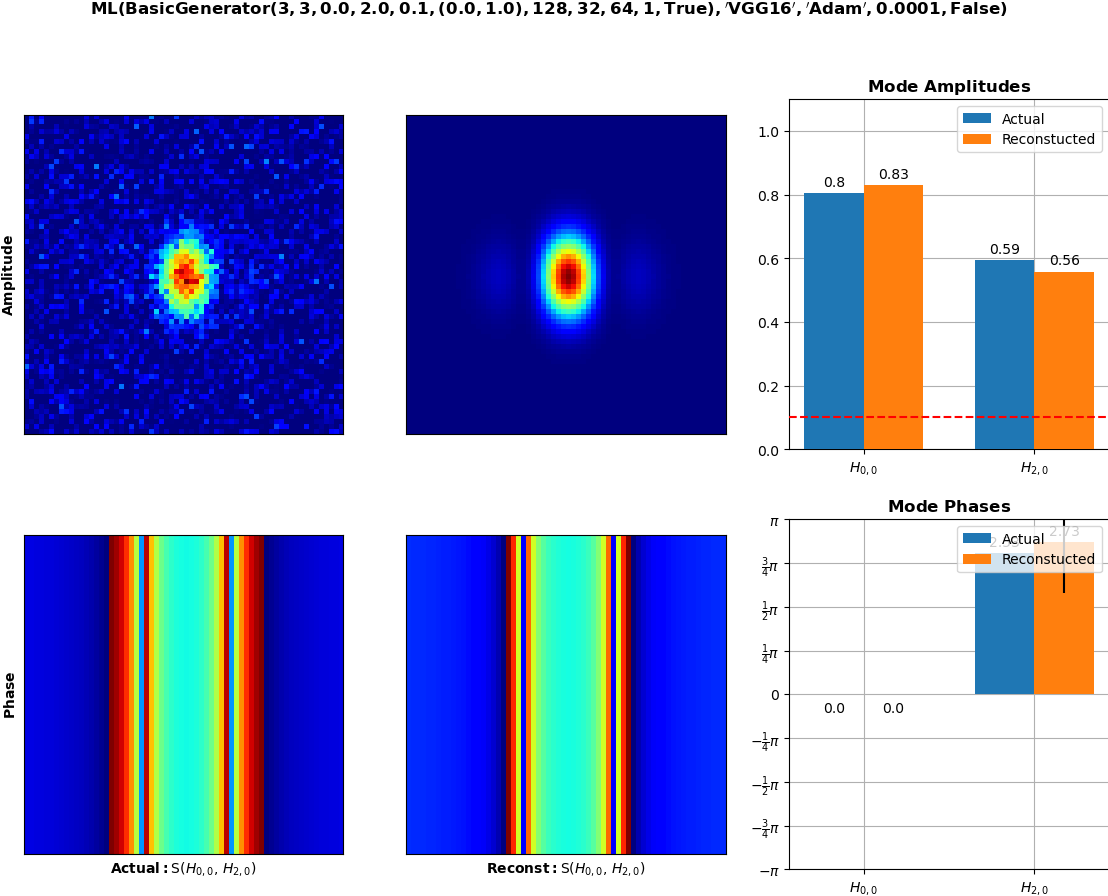 ML(BasicGenerator(3, 3, 0.0, 2.0, 0.1, (0.0, 1.0), 128, 32, 64, 1, True), ′VGG16′, ′Adam′, 0.0001, False)
Amplitude
Mode Amplitudes
Actual
Reconstucted
1.0
0.8
0.6
0.4
0.2
0.0
0.8
0.83
0.59
0.56
H0, 0
H2, 0
Phase
Actual: S(H0, 0, H2, 0)
Reconst: S(H0, 0, H2, 0)
Mode Phases
Actual
Reconstucted
2.73
π
3/4π
1/2π
1/4π
0
−1/4π
−1/2π
−3/4π
−π
0.0
0.0
H0, 0
H2, 0